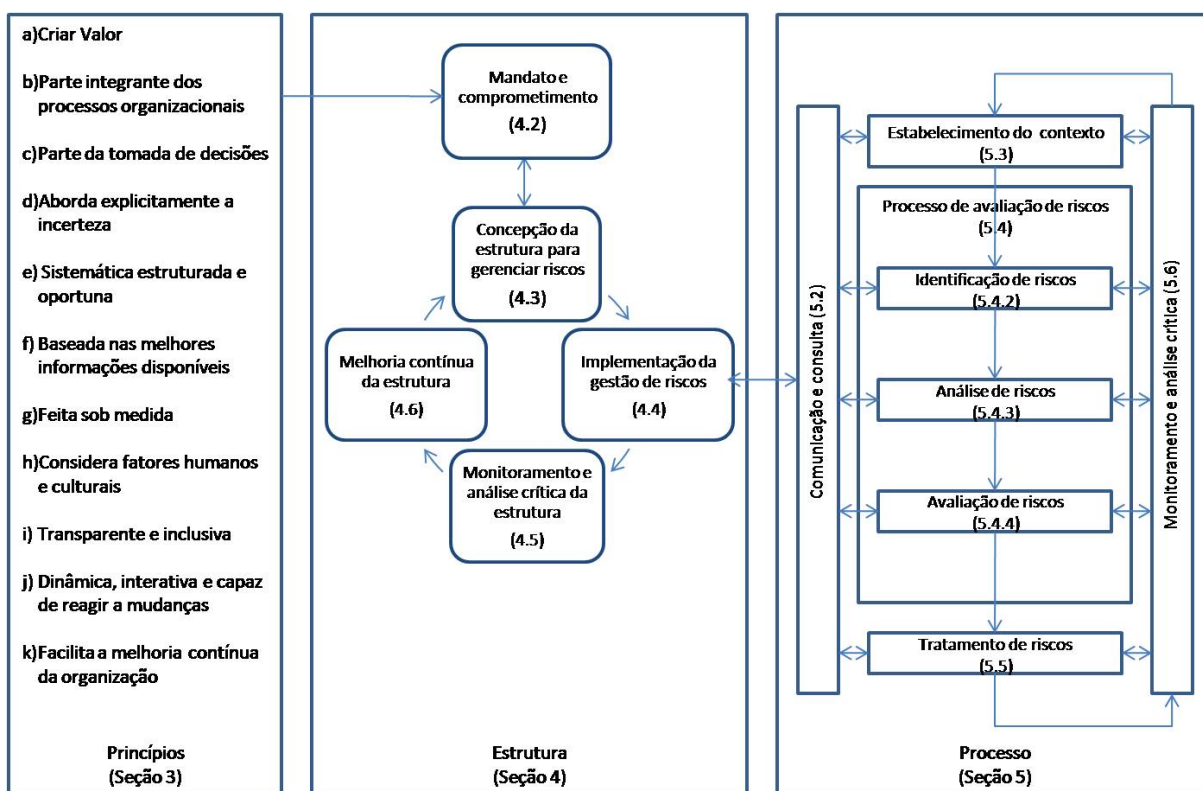 a)Criar Valor
b)Parte integrante dos
processos organizacionais
c)Parte da tomada de decisões
d)Aborda explicitamente a
incerteza
e) Sistemática estruturada e
oportuna
f) Baseada nas melhores
informações disponíveis
g)Feita sob medida
h)Considera fatores humanos
e culturais
i) Transparente e inclusiva
j) Dinâmica, interativa e capaz
de reagir a mudanças
k)Facilita a melhoria contínua
da organização
Princípios
(Seção 3)
Mandato e
comprometimento
(4.2)
Concepção da
estrutura para
gerenciar riscos
(4.3)
Melhoria contínua
da estrutura
(4.6)
Implementação da
gestão de riscos
(4.4)
Monitoramento e
análise crítica da
estrutura
(4.5)
Estrutura
(Seção 4)
Comunicação e consulta (5.2)
Estabelecimento do contexto
(5.3)
Processo de avaliação de riscos
(5.4)
Identificação de riscos
(5.4.2)
Análise de riscos
(5.4.3)
Avaliação de riscos
(5.4.4)
Tratamento de riscos
(5.5)
Monitoramento e análise crítica (5.6)
Processo
(Seção 5)